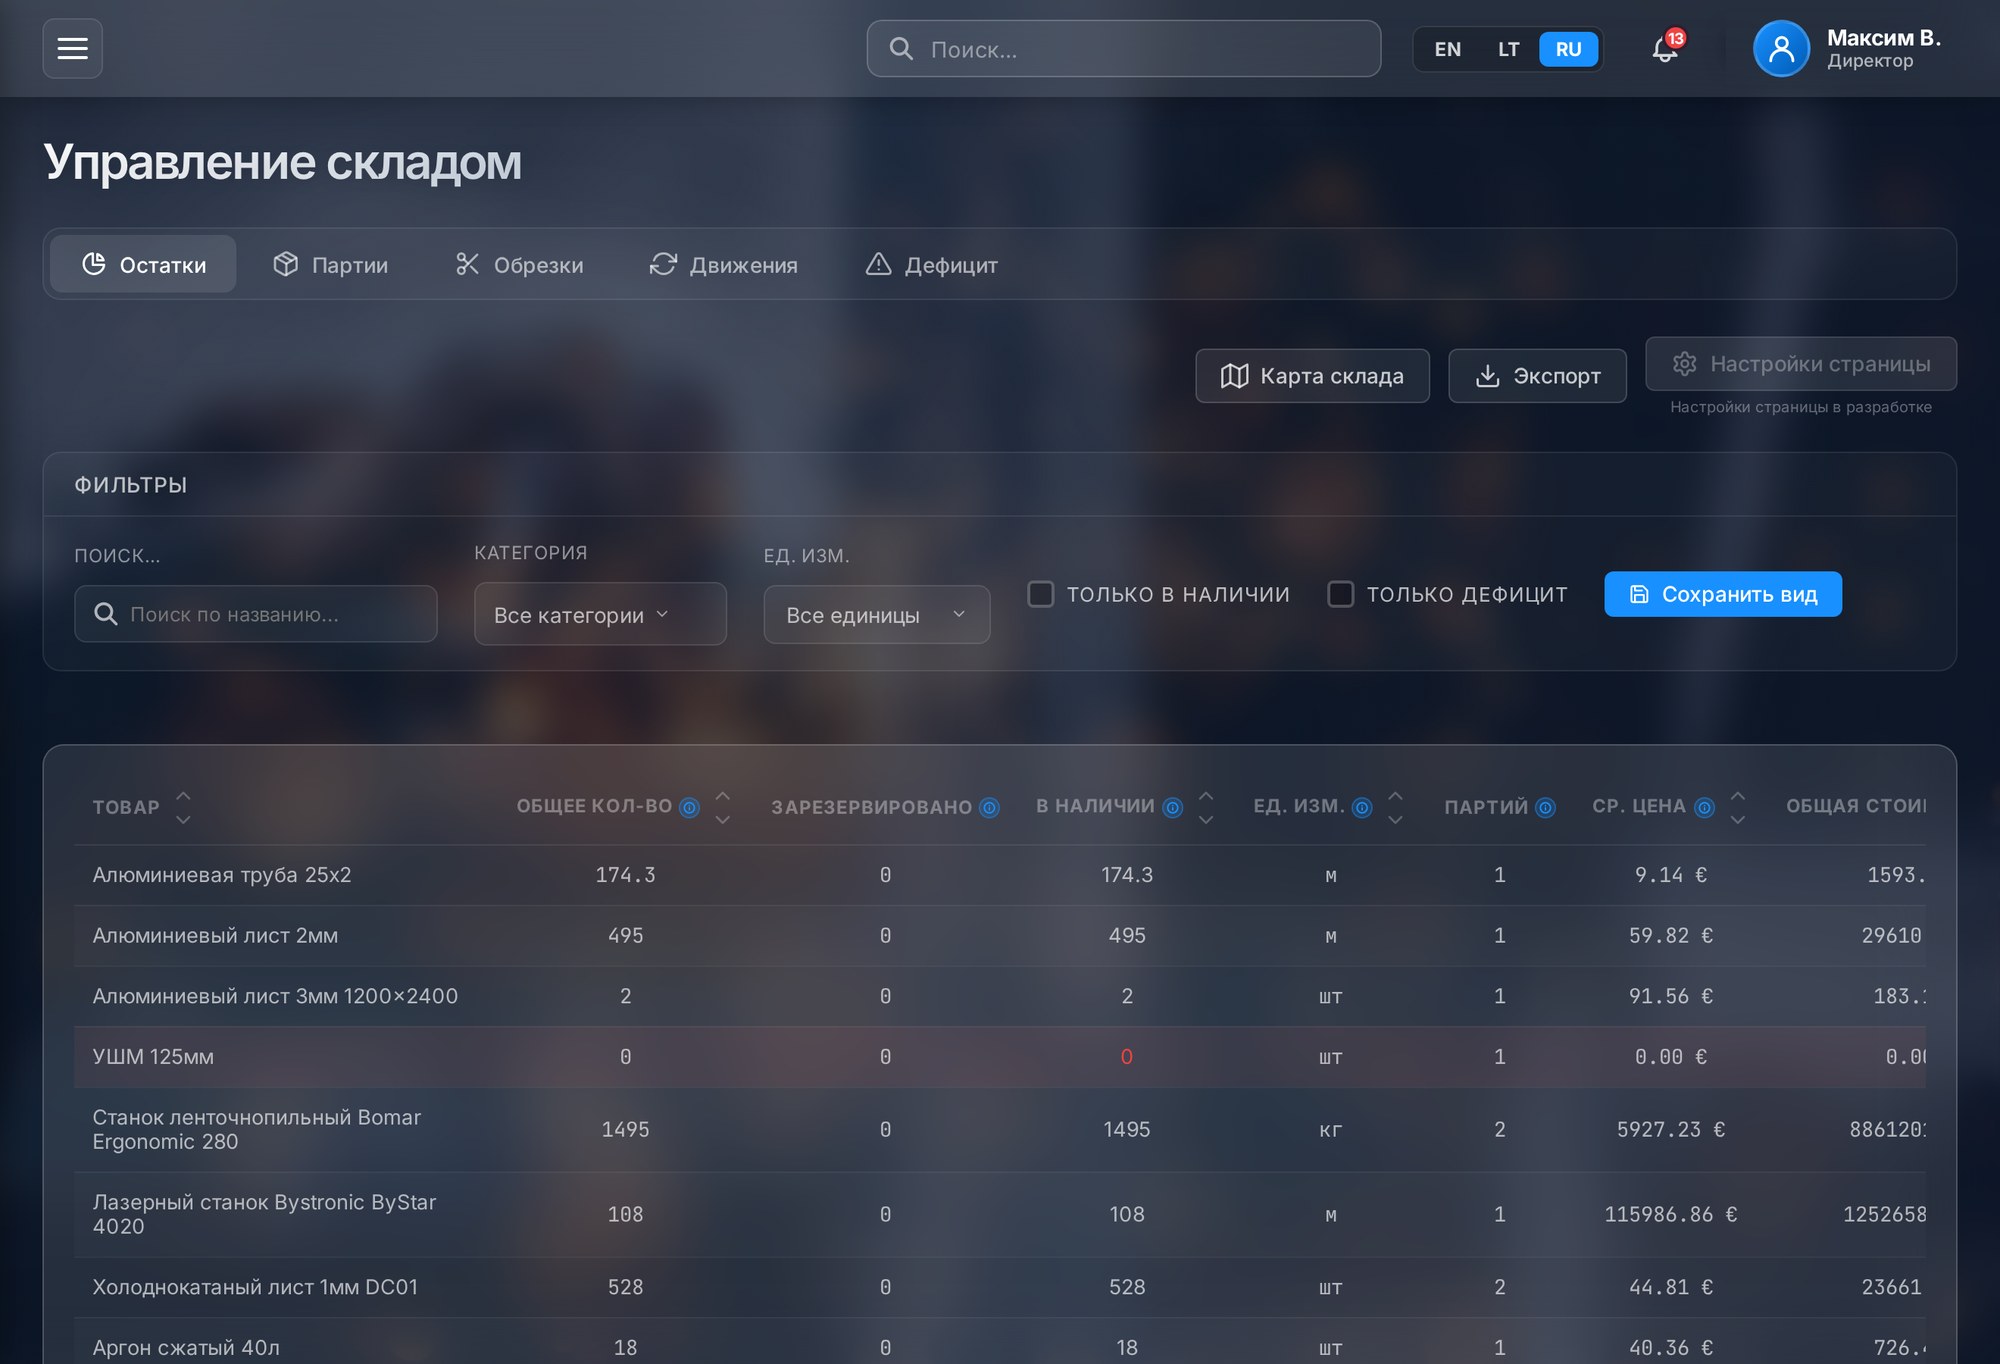 Поиск...
EN LT RU
13
Максим В.
Директор
Управление складом
Остатки Партии Обрезки Движения Дефицит
Карта склада Экспорт Настройки страницы
Настройки страницы в разработке
ФИЛЬТРЫ
ПОИСК... КАТЕГОРИЯ ЕД. ИЗМ.
Поиск по названию... Все категории Все единицы ТОЛЬКО В НАЛИЧИИ ТОЛЬКО ДЕФИЦИТ Сохранить вид
ТОВАР ОБЩЕЕ КОЛ-ВО ЗАРЕЗЕРВИРОВАНО В НАЛИЧИИ ЕД. ИЗМ. ПАРТИЙ СР. ЦЕНА ОБЩАЯ
Алюминиевая труба 25x2 174.3 0 174.3 м 1 9.14 € 1593.
Алюминиевый лист 2мм 495 0 495 м 1 59.82 € 29610
Алюминиевый лист 3мм 1200×2400 2 0 2 шт 1 91.56 € 183.
УШМ 125мм 0 0 0 шт 1 0.00 € 0.0
Станок ленточнопильный Bomar
Ergonomic 280 1495 0 1495 кг 2 5927.23 € 886120
Лазерный станок Bystronic ByStar
4020 108 0 108 м 1 115986.86 € 1252658
Холоднокатаный лист 1мм DC01 528 0 528 шт 2 44.81 € 23661
Аргон сжатый 40л 18 0 18 шт 1 40.36 € 726.